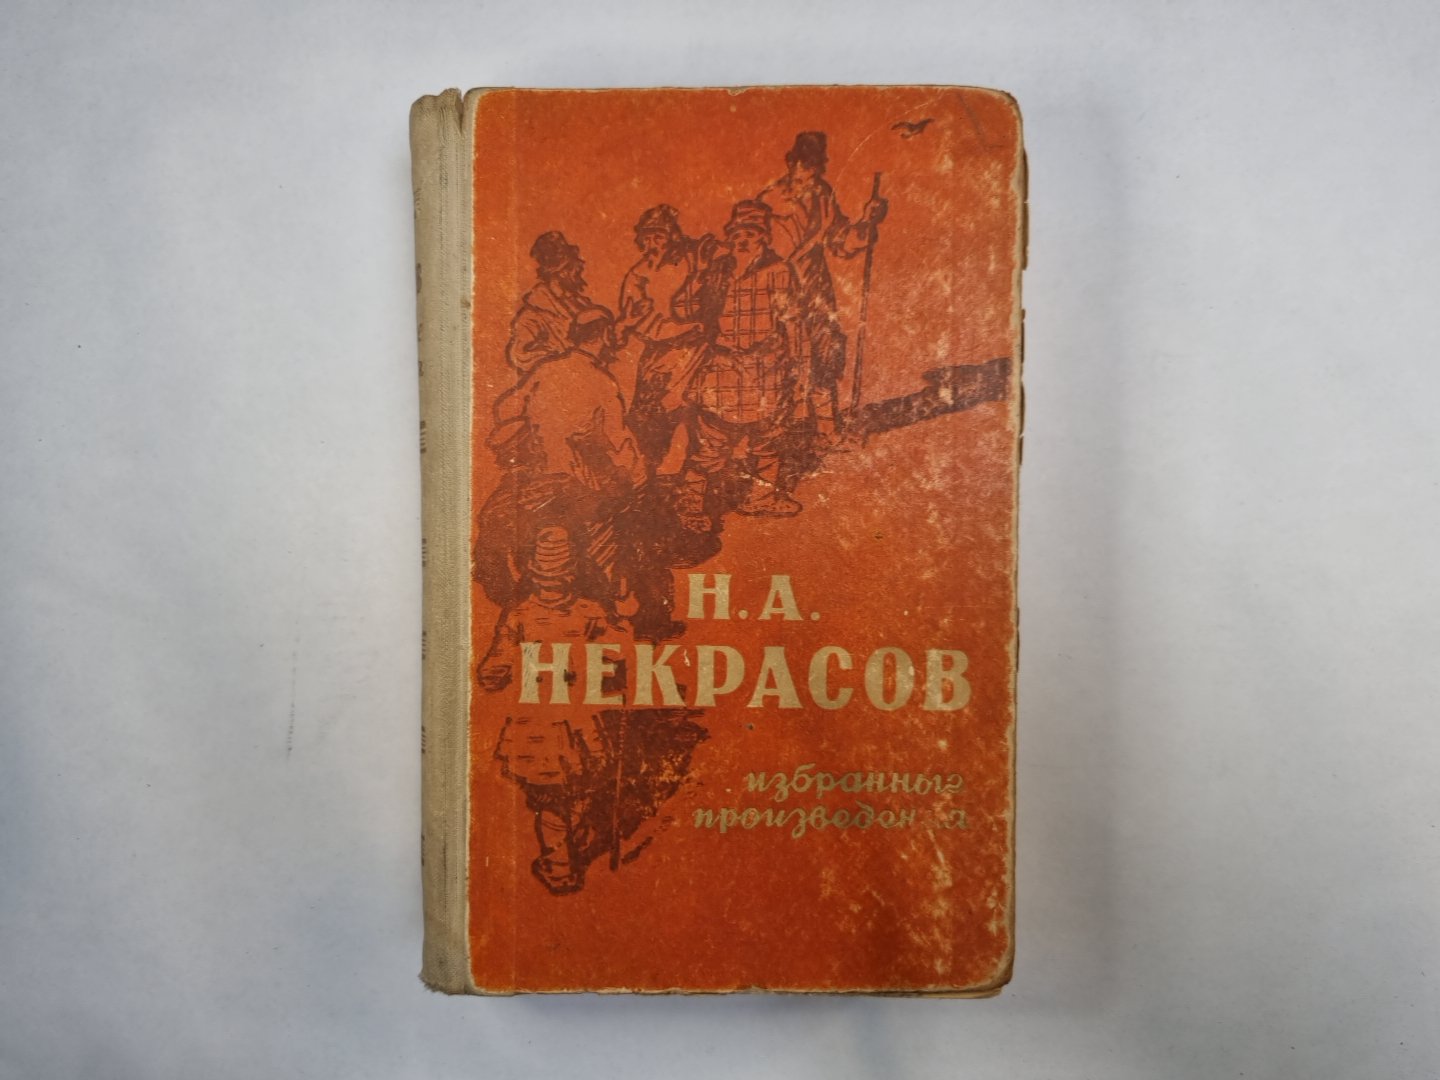 Н. А.
НЕКРАСОВ
избранные
произведения